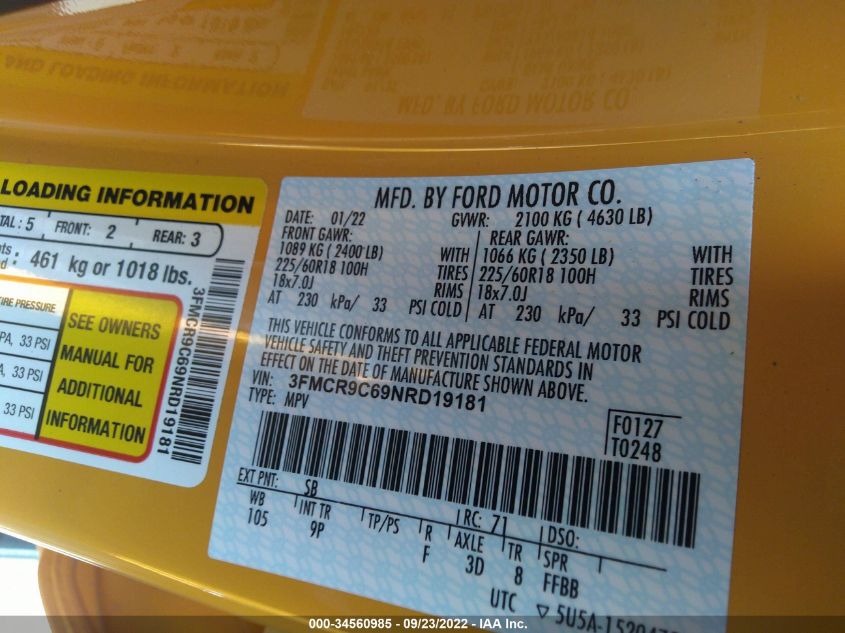 LOADING INFORMATION
TAL: 5 FRONT: 2 REAR: 3
461 kg or 1018 lbs.
TIRE PRESSURE
PA, 33 PSI
A, 33 PSI
33 PSI
SEE OWNERS
MANUAL FOR
ADDITIONAL
INFORMATION
3FMCR9C69NRD19181
MFD. BY FORD MOTOR CO.
DATE: 01/22 GVWR: 2100 KG ( 4630 LB)
FRONT GAWR: REAR GAWR:
1089 KG ( 2400 LB) WITH 1066 KG ( 2350 LB) WITH
225/60R18 100H TIRES 225/60R18 100H TIRES
18x7.0J RIMS 18x7.0J RIMS
AT 230 kPa/ 33 PSI COLD AT 230 kPa/ 33 PSI COLD
THIS VEHICLE CONFORMS TO ALL APPLICABLE FEDERAL MOTOR
VEHICLE SAFETY AND THEFT PREVENTION STANDARDS IN
EFFECT ON THE DATE OF MANUFACTURE SHOWN ABOVE.
VIN: 3FMCR9C69NRD19181
TYPE: MPV
F0127
T0248
EXT PNT: SB RC: 71 DSO:
WB INT TR TP/PS R AXLE TR SPR
105 9P F 3D 8 FFBB
UTC ▽ 5U5A-15204
000-34560985 - 09/23/2022 - IAA Inc.